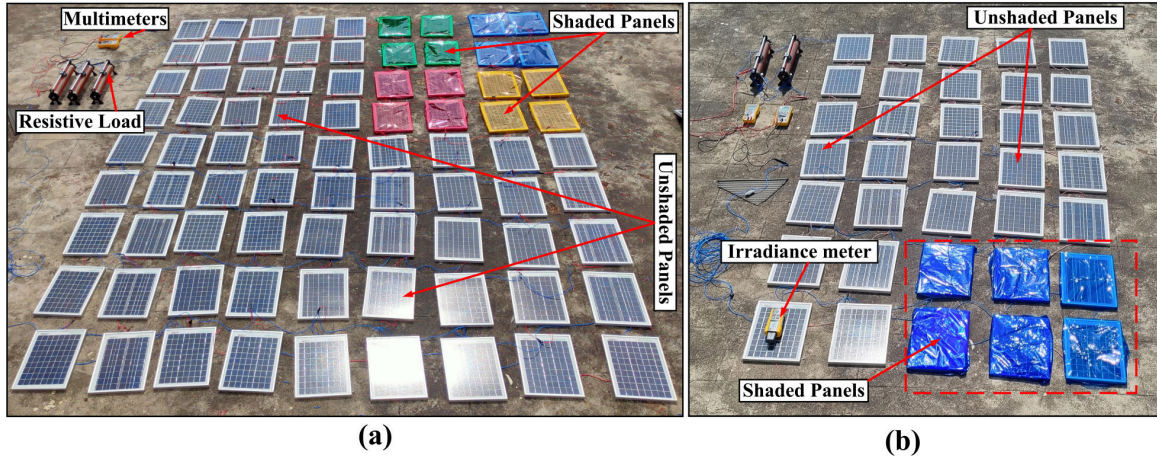 Multimeters
Shaded Panels
Resistive Load
Unshaded Panels
(a)
Unshaded Panels
Irradiance meter
Shaded Panels
(b)